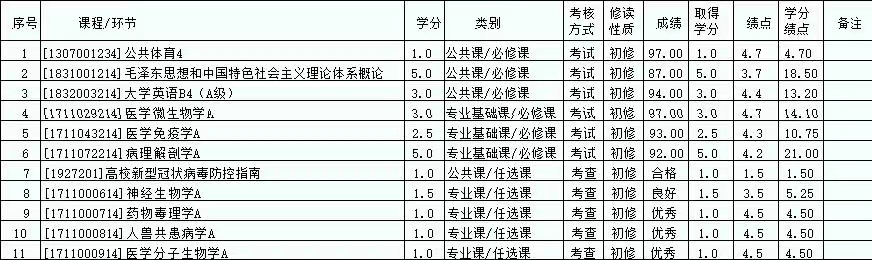 序号 课程/环节 学分 类别 考核方式 修读性质 成绩 取得学分 绩点 学分绩点 备注
1 [1307001234]公共体育4 1.0 公共课/必修课 考试 初修 97.00 1.0 4.7 4.70
2 [1831001214]毛泽东思想和中国特色社会主义理论体系概论 5.0 公共课/必修课 考试 初修 87.00 5.0 3.7 18.50
3 [1832003214]大学英语B4（A级） 3.0 公共课/必修课 考试 初修 94.00 3.0 4.4 13.20
4 [1711029214]医学微生物学A 3.0 专业基础课/必修课 考试 初修 97.00 3.0 4.7 14.10
5 [1711043214]医学免疫学A 2.5 专业基础课/必修课 考试 初修 93.00 2.5 4.3 10.75
6 [1711072214]病理解剖学A 5.0 专业基础课/必修课 考试 初修 92.00 5.0 4.2 21.00
7 [1927201]高校新型冠状病毒防控指南 1.0 公共课/任选课 考查 初修 合格 1.0 1.5 1.50
8 [1711000614]神经生物学A 1.5 专业课/任选课 考查 初修 良好 1.5 3.5 5.25
9 [1711000714]药物毒理学A 1.0 专业课/任选课 考查 初修 优秀 1.0 4.5 4.50
10 [1711000814]人兽共患病学A 1.0 专业课/任选课 考查 初修 优秀 1.0 4.5 4.50
11 [1711000914]医学分子生物学A 1.0 专业课/任选课 考查 初修 优秀 1.0 4.5 4.50